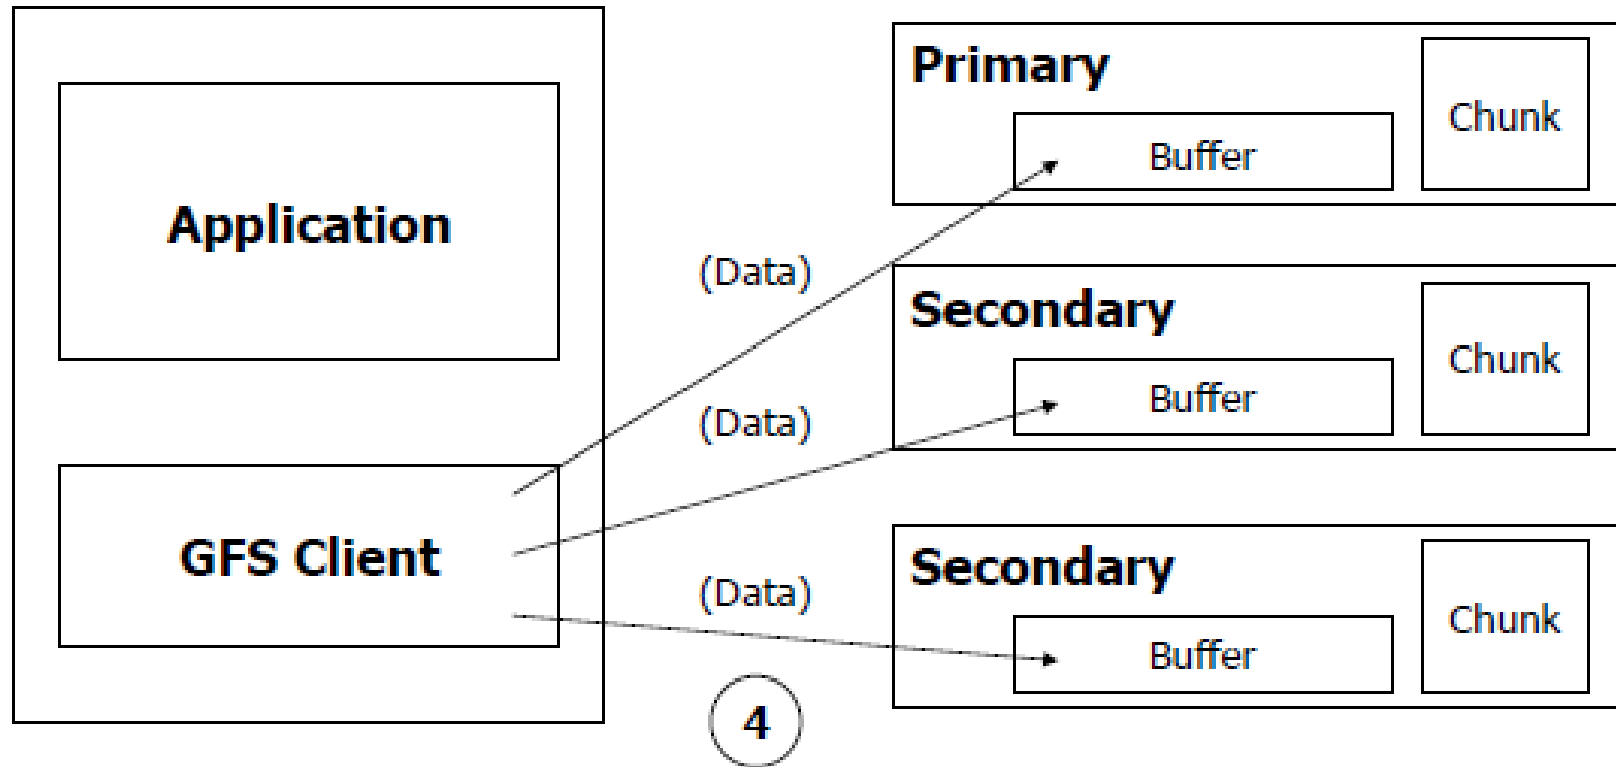 Application
GFS Client
(Data)
(Data)
(Data)
4
Primary
Buffer
Chunk
Secondary
Buffer
Chunk
Secondary
Buffer
Chunk